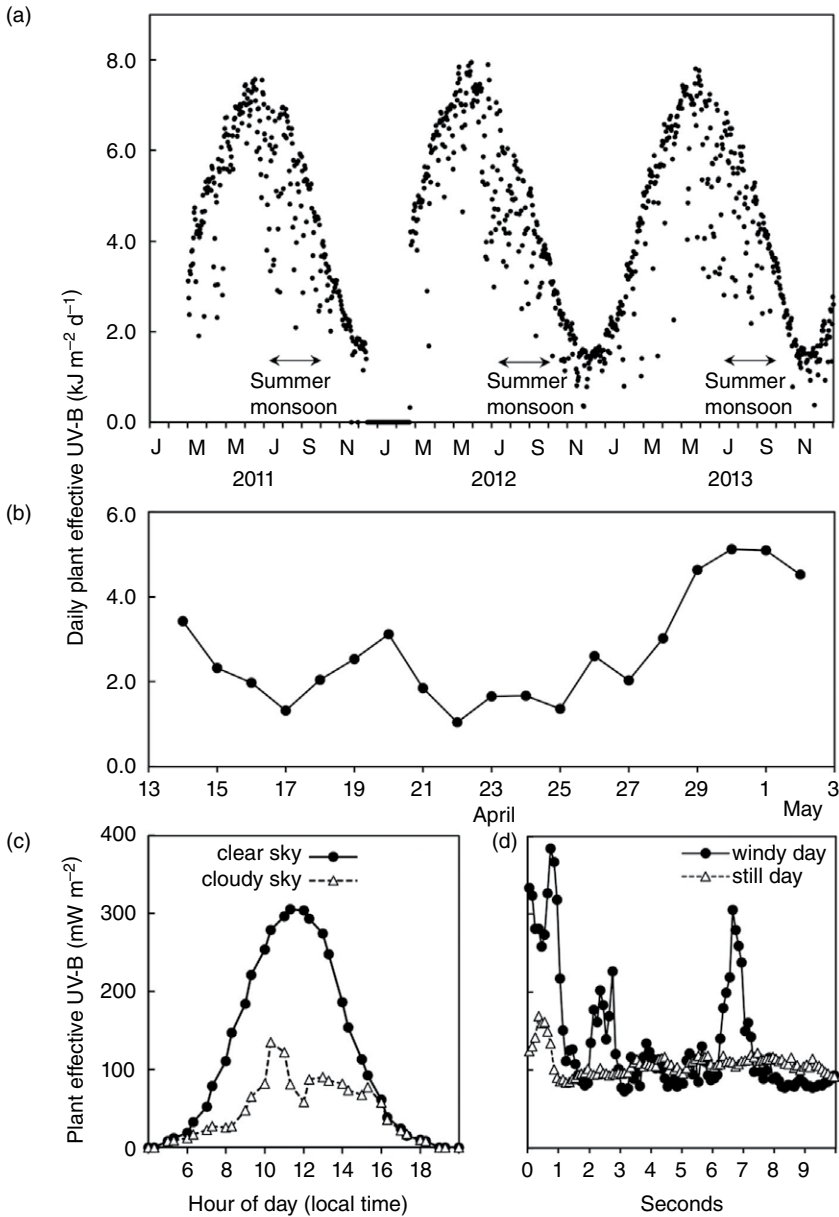 (a)
8.0
6.0
4.0
2.0
0.0
Summer monsoon
Summer monsoon
Summer monsoon
J M M J S N J M M J S N J M M J S N
2011 2012 2013
Daily plant effective UV-B (kJ m⁻² d⁻¹)
(b)
6.0
4.0
2.0
0.0
13 15 17 19 21 23 25 27 29 1 3
April May
(c)
400
300
200
100
0
clear sky
cloudy sky
6 8 10 12 14 16 18
Hour of day (local time)
Plant effective UV-B (mW m⁻²)
(d)
windy day
still day
0 1 2 3 4 5 6 7 8 9
Seconds